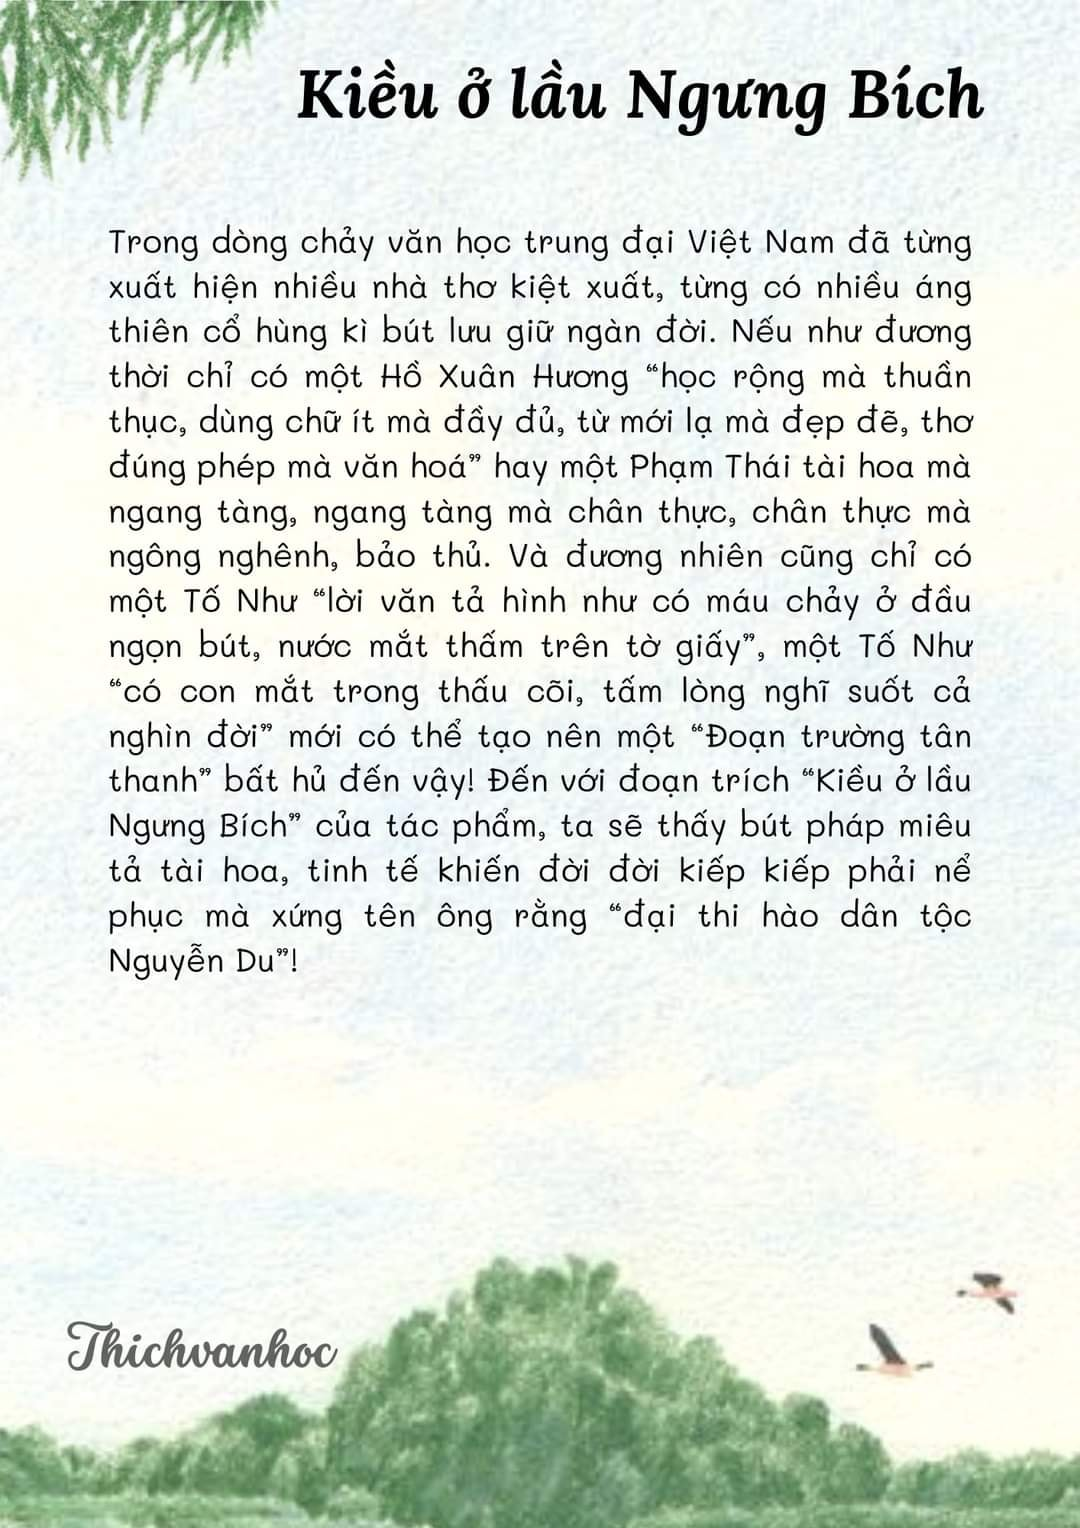 Kiều ở lầu Ngưng Bích
Trong dòng chảy văn học trung đại Việt Nam đã từng
xuất hiện nhiều nhà thơ kiệt xuất, từng có nhiều áng
thiên cổ hùng kì bút lưu giữ ngàn đời. Nếu như đương
thời chỉ có một Hồ Xuân Hương “học rộng mà thuần
thục, dùng chữ ít mà đầy đủ, từ mới lạ mà đẹp đẽ, thơ
đúng phép mà văn hoá” hay một Phạm Thái tài hoa mà
ngang tàng, ngang tàng mà chân thực, chân thực mà
ngông nghênh, bảo thủ. Và đương nhiên cũng chỉ có
một Tố Như “lời văn tả hình như có máu chảy ở đầu
ngọn bút, nước mắt thấm trên tờ giấy”, một Tố Như
“có con mắt trong thấu cõi, tấm lòng nghĩ suốt cả
nghìn đời” mới có thể tạo nên một “Đoạn trường tân
thanh” bất hủ đến vậy! Đến với đoạn trích “Kiều ở lầu
Ngưng Bích” của tác phẩm, ta sẽ thấy bút pháp miêu
tả tài hoa, tinh tế khiến đời đời kiếp kiếp phải nể
phục mà xứng tên ông rằng “đại thi hào dân tộc
Nguyễn Du”!
Thichvanhoc